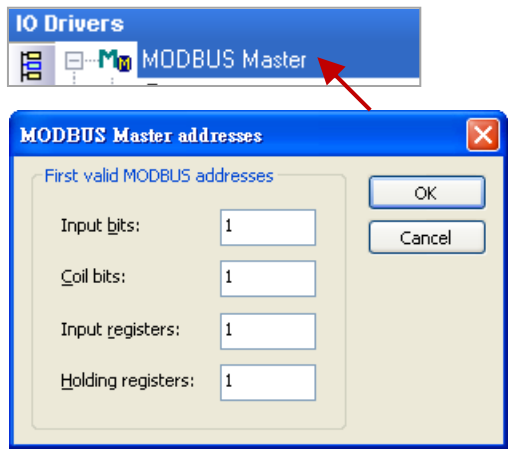 IO Drivers
MODBUS Master
MODBUS Master addresses
First valid MODBUS addresses
Input bits: 1
Coil bits: 1
Input registers: 1
Holding registers: 1
OK
Cancel